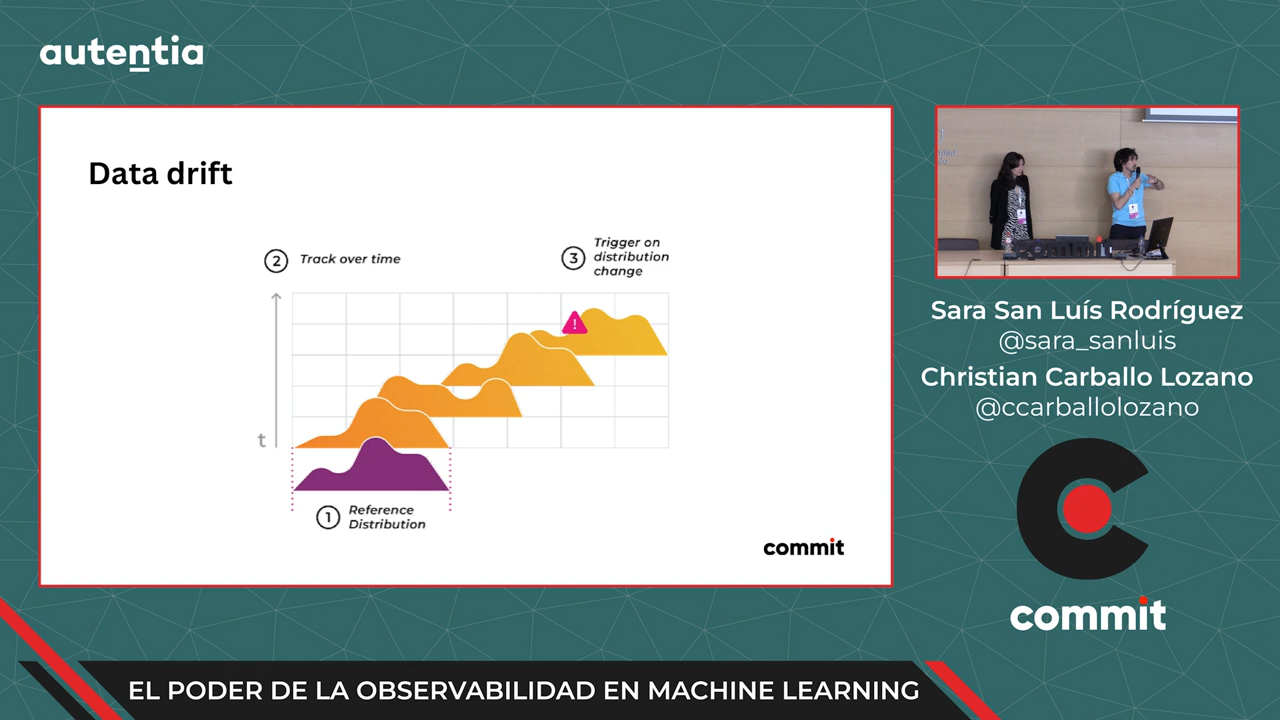 autentia
Data drift
2 Track over time
3 Trigger on
distribution
change
!
t
1 Reference
Distribution
commit
Sara San Luís Rodríguez
@sara_sanluis
Christian Carballo Lozano
@ccarballolozano
commit
EL PODER DE LA OBSERVABILIDAD EN MACHINE LEARNING